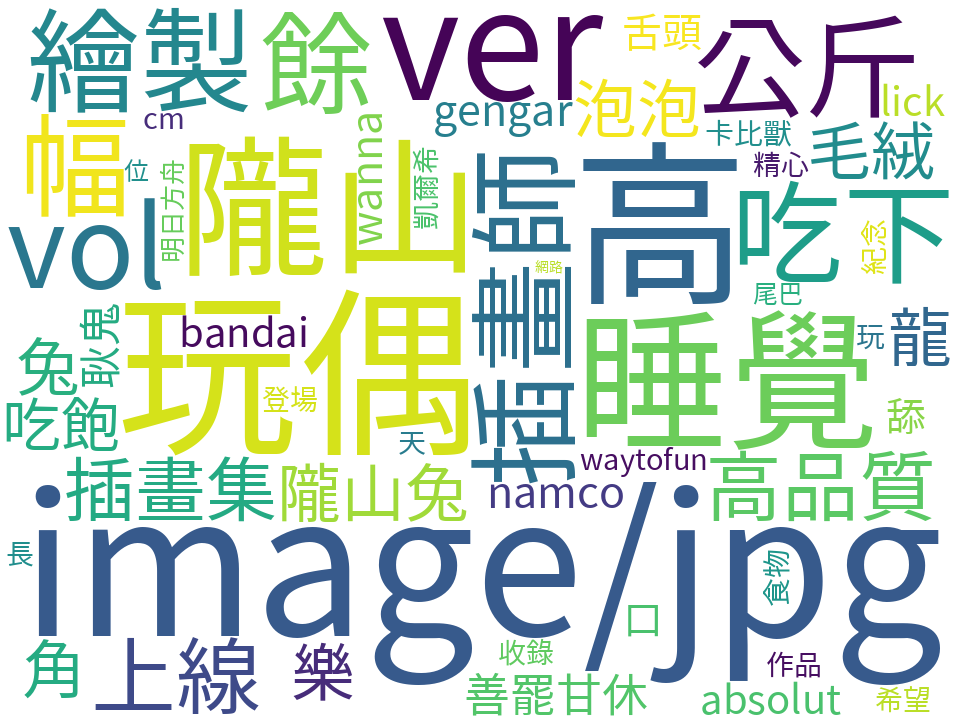 繪製
餘
ver
舌頭
公斤
cm
gengar
泡泡
lick
幅
位
明日方舟
隴山
wanna
凱爾希
插畫師
高
卡比獸
精心
毛絨
吃下
紀念
vol
網路
尾巴
耿鬼
bandai
玩偶
睡覺
玩
龍
兔
登場
吃飽
天
舔
waytofun
插畫集
隴山兔
namco
高品質
image/jpg
長
食物
口
角
上線
樂
收錄
善罷甘休
作品
absolut
希望